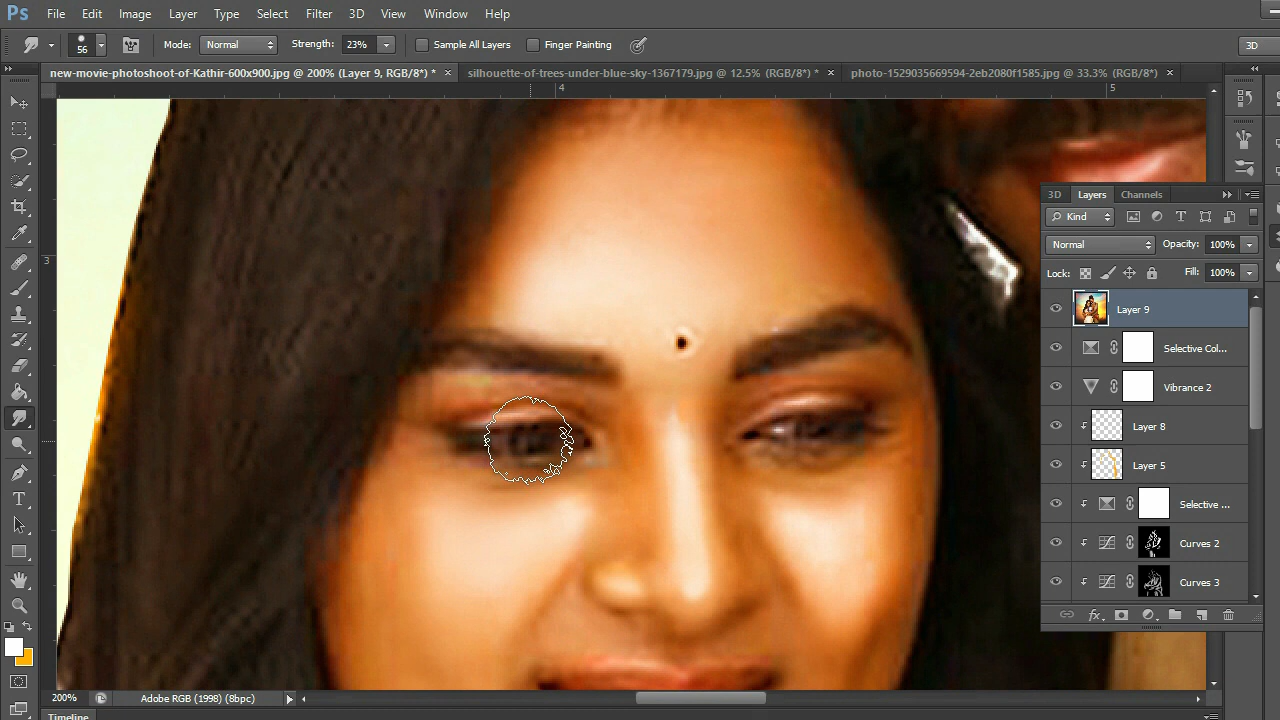 Ps File Edit Image Layer Type Select Filter 3D View Window Help
56 Mode: Normal Strength: 23% Sample All Layers Finger Painting 3D
new-movie-photoshoot-of-Kathir-600x900.jpg @ 200% (Layer 9, RGB/8*) * × silhouette-of-trees-under-blue-sky-1367179.jpg @ 12.5% (RGB/8*) * × photo-1529035669594-2eb2080f1585.jpg @ 33.3% (RGB/8*) ×
4 5
3
3D Layers Channels
Kind
Normal Opacity: 100%
Lock: Fill: 100%
Layer 9
Selective Col...
Vibrance 2
Layer 8
Layer 5
Selective ...
Curves 2
Curves 3
fx
200% Adobe RGB (1998) (8bpc)
Timeline